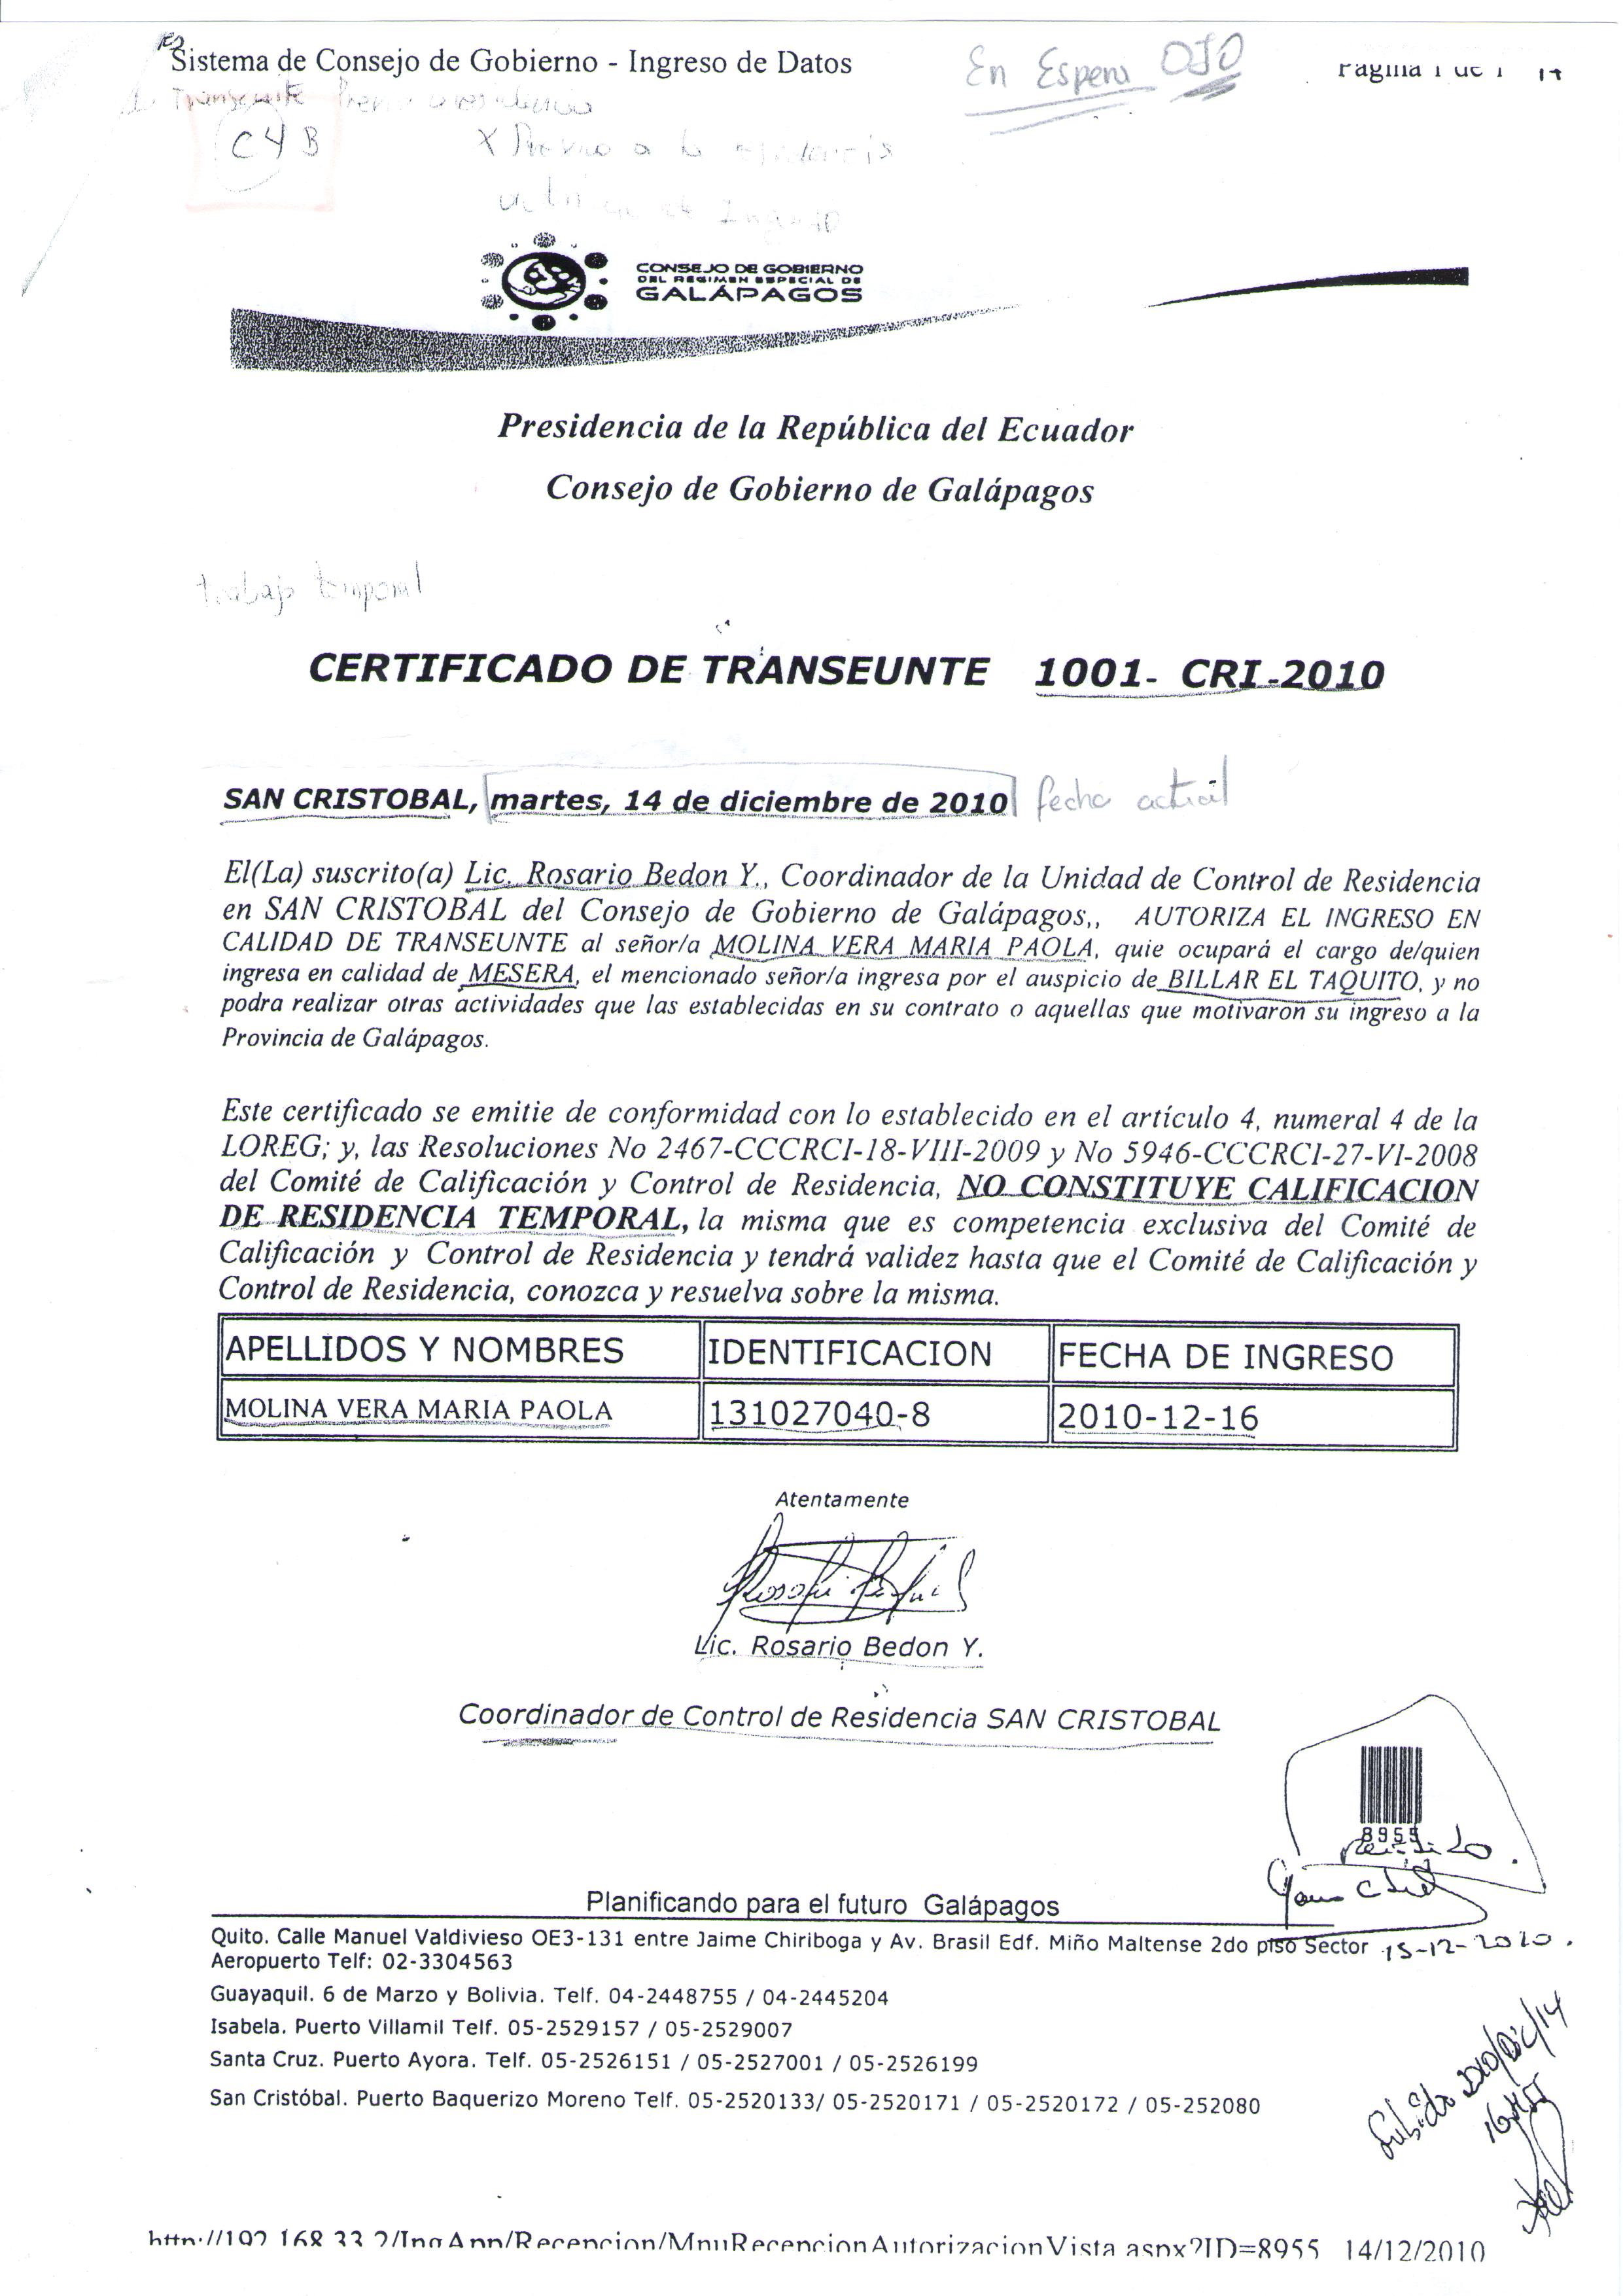 Sistema de Consejo de Gobierno - Ingreso de Datos
En Espera OJO
Página 1 de 1
Transeunte Previo a residencia
C4B
X Previo a la residencia
CONSEJO DE GOBIERNO
DEL REGIMEN ESPECIAL DE
GALÁPAGOS
Presidencia de la República del Ecuador
Consejo de Gobierno de Galápagos
trabajo temporal
CERTIFICADO DE TRANSEUNTE 1001- CRI-2010
SAN CRISTOBAL, martes, 14 de diciembre de 2010 fecha actual
El(La) suscrito(a) Lic. Rosario Bedon Y., Coordinador de la Unidad de Control de Residencia
en SAN CRISTOBAL del Consejo de Gobierno de Galápagos,, AUTORIZA EL INGRESO EN
CALIDAD DE TRANSEUNTE al señor/a MOLINA VERA MARIA PAOLA, quie ocupará el cargo de/quien
ingresa en calidad de MESERA, el mencionado señor/a ingresa por el auspicio de BILLAR EL TAQUITO, y no
podra realizar otras actividades que las establecidas en su contrato o aquellas que motivaron su ingreso a la
Provincia de Galápagos.
Este certificado se emitie de conformidad con lo establecido en el artículo 4, numeral 4 de la
LOREG; y, las Resoluciones No 2467-CCCRCI-18-VIII-2009 y No 5946-CCCRCI-27-VI-2008
del Comité de Calificación y Control de Residencia, NO CONSTITUYE CALIFICACION
DE RESIDENCIA TEMPORAL, la misma que es competencia exclusiva del Comité de
Calificación y Control de Residencia y tendrá validez hasta que el Comité de Calificación y
Control de Residencia, conozca y resuelva sobre la misma.
APELLIDOS Y NOMBRES IDENTIFICACION FECHA DE INGRESO
MOLINA VERA MARIA PAOLA 131027040-8 2010-12-16
Atentamente
Lic. Rosario Bedon Y.
Coordinador de Control de Residencia SAN CRISTOBAL
8955
Recibido.
Planificando para el futuro Galápagos
Quito. Calle Manuel Valdivieso OE3-131 entre Jaime Chiriboga y Av. Brasil Edf. Miño Maltense 2do piso Sector
15-12-2010.
Aeropuerto Telf: 02-3304563
Guayaquil. 6 de Marzo y Bolivia. Telf. 04-2448755 / 04-2445204
Isabela. Puerto Villamil Telf. 05-2529157 / 05-2529007
Santa Cruz. Puerto Ayora. Telf. 05-2526151 / 05-2527001 / 05-2526199
San Cristóbal. Puerto Baquerizo Moreno Telf. 05-2520133/ 05-2520171 / 05-2520172 / 05-252080
Subido 2010/Dic/14
http://192.168.33.2/IngApp/Recepcion/MnuRecepcionAutorizacionVista.aspx?ID=8955 14/12/2010